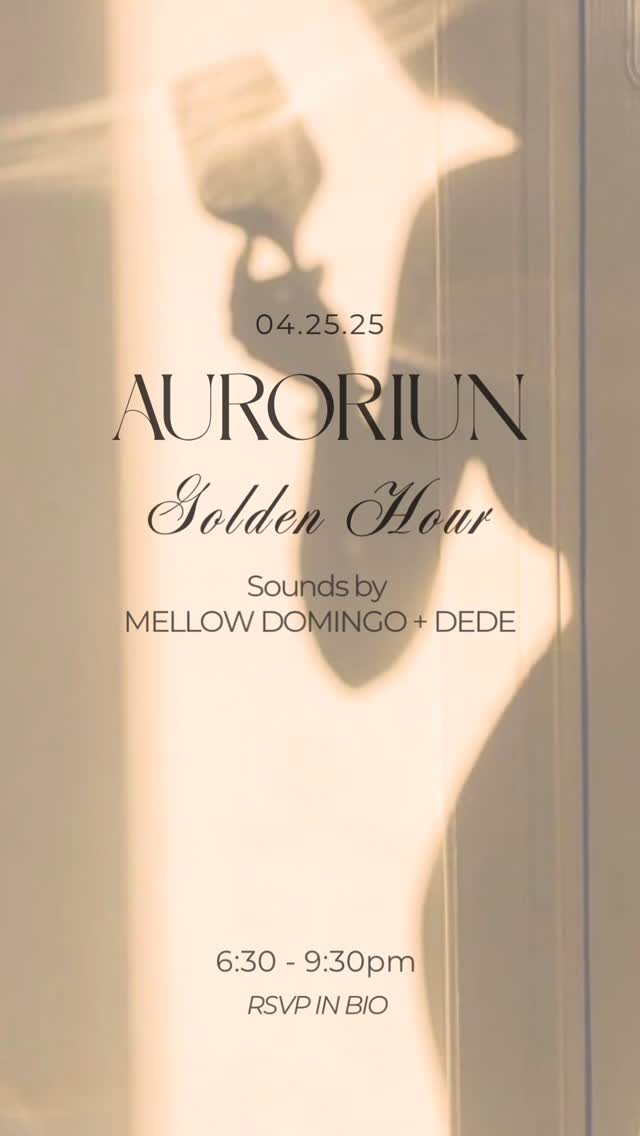 04.25.25
AURORIUN
Golden Hour
Sounds by
MELLOW DOMINGO + DEDE
6:30 - 9:30pm
RSVP IN BIO